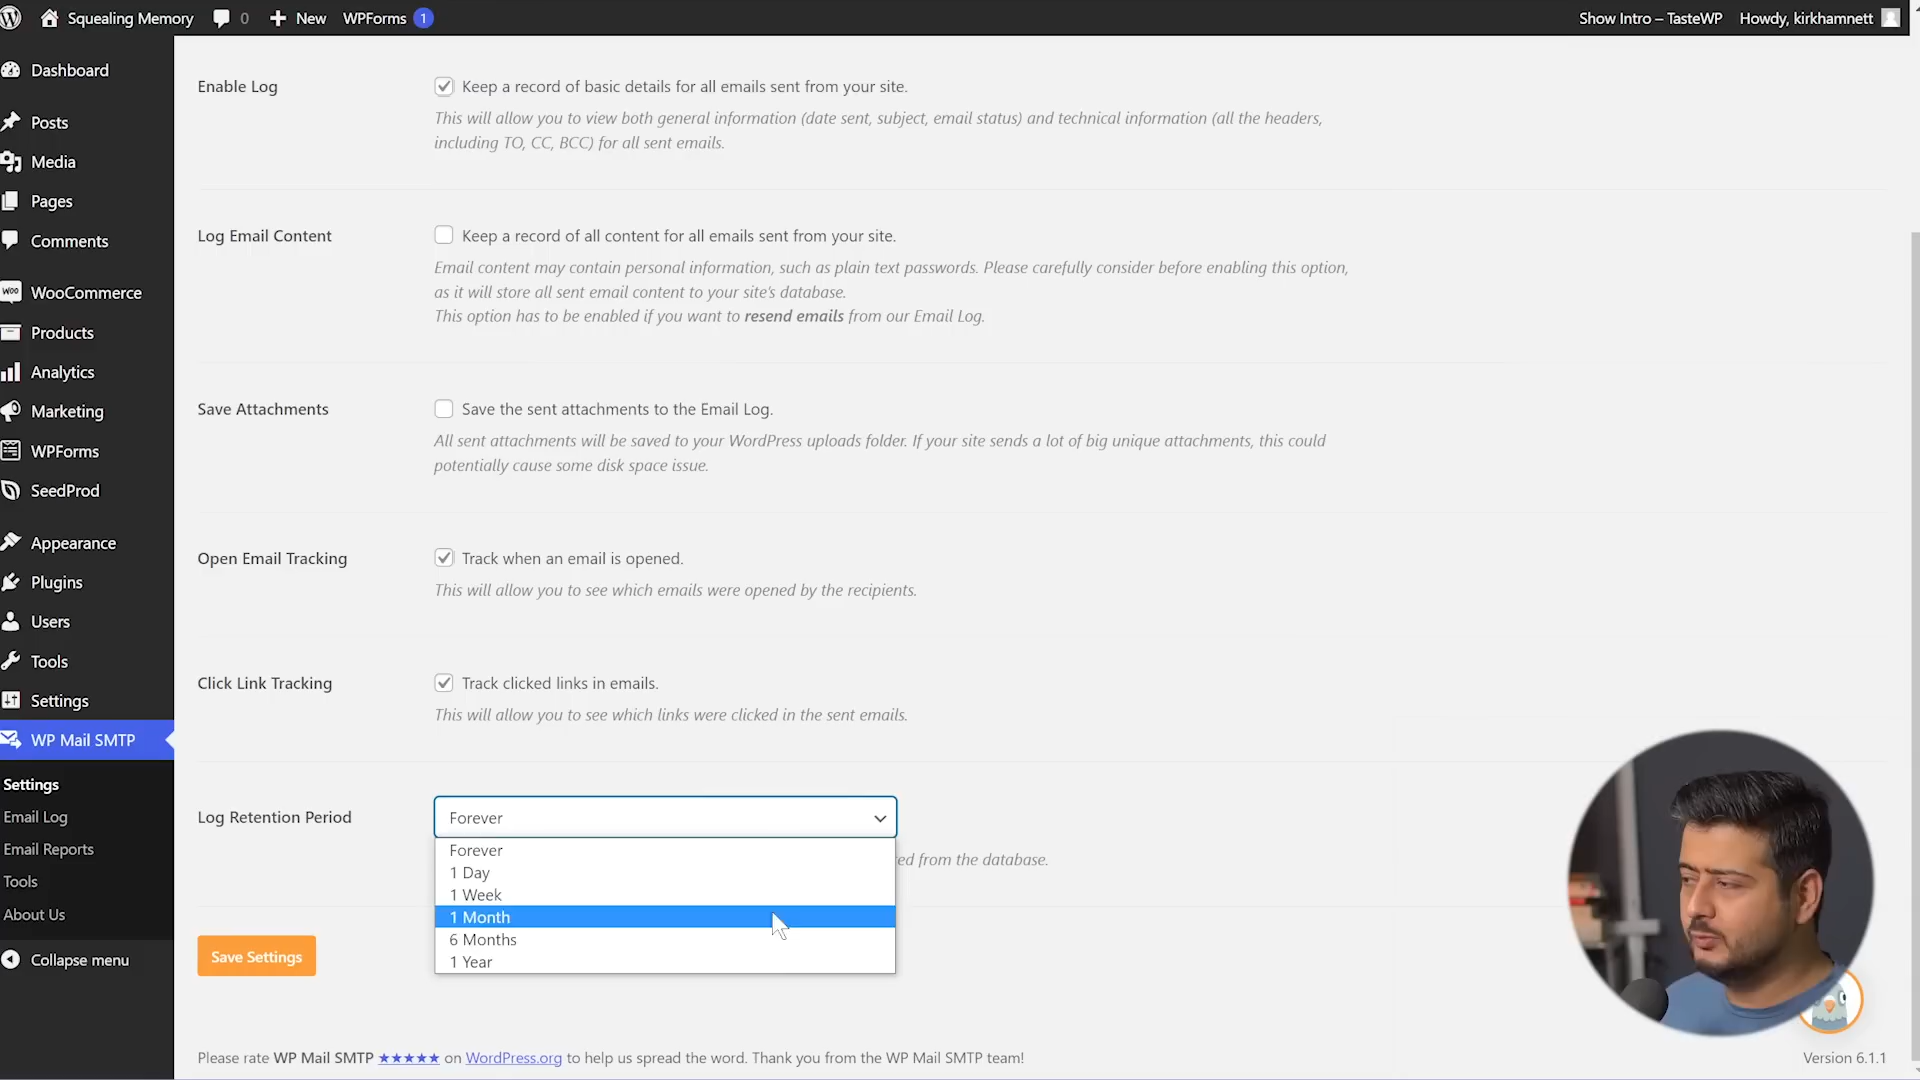 Squealing Memory 0 New WPForms 1 Show Intro – TasteWP Howdy, kirkhamnett
Dashboard
Posts
Media
Pages
Comments
WooCommerce
Products
Analytics
Marketing
WPForms
SeedProd
Appearance
Plugins
Users
Tools
Settings
WP Mail SMTP
Settings
Email Log
Email Reports
Tools
About Us
Collapse menu
Enable Log
Keep a record of basic details for all emails sent from your site.
This will allow you to view both general information (date sent, subject, email status) and technical information (all the headers,
including TO, CC, BCC) for all sent emails.
Log Email Content
Keep a record of all content for all emails sent from your site.
Email content may contain personal information, such as plain text passwords. Please carefully consider before enabling this option,
as it will store all sent email content to your site's database.
This option has to be enabled if you want to resend emails from our Email Log.
Save Attachments
Save the sent attachments to the Email Log.
All sent attachments will be saved to your WordPress uploads folder. If your site sends a lot of big unique attachments, this could
potentially cause some disk space issue.
Open Email Tracking
Track when an email is opened.
This will allow you to see which emails were opened by the recipients.
Click Link Tracking
Track clicked links in emails.
This will allow you to see which links were clicked in the sent emails.
Log Retention Period
Forever
Forever
1 Day
1 Week
1 Month
6 Months
1 Year
ed from the database.
Save Settings
Please rate WP Mail SMTP ★★★★★ on WordPress.org to help us spread the word. Thank you from the WP Mail SMTP team!
Version 6.1.1